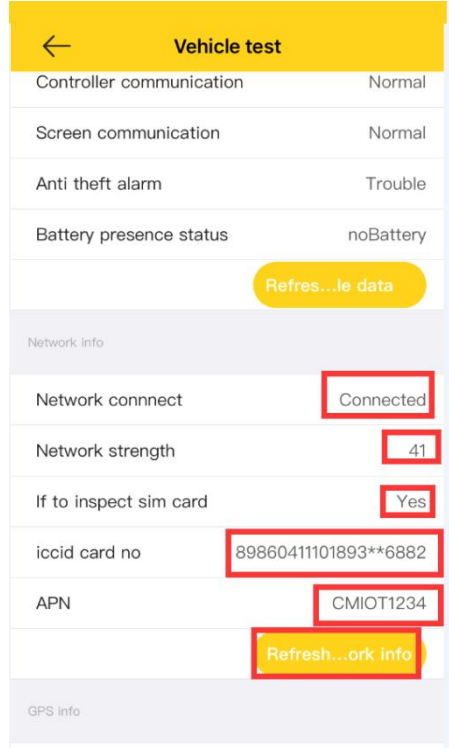 Vehicle test
Controller communication Normal
Screen communication Normal
Anti theft alarm Trouble
Battery presence status noBattery
Refres...le data
Network info
Network connnect Connected
Network strength 41
If to inspect sim card Yes
iccid card no 89860411101893**6882
APN CMIOT1234
Refresh...ork info
GPS info